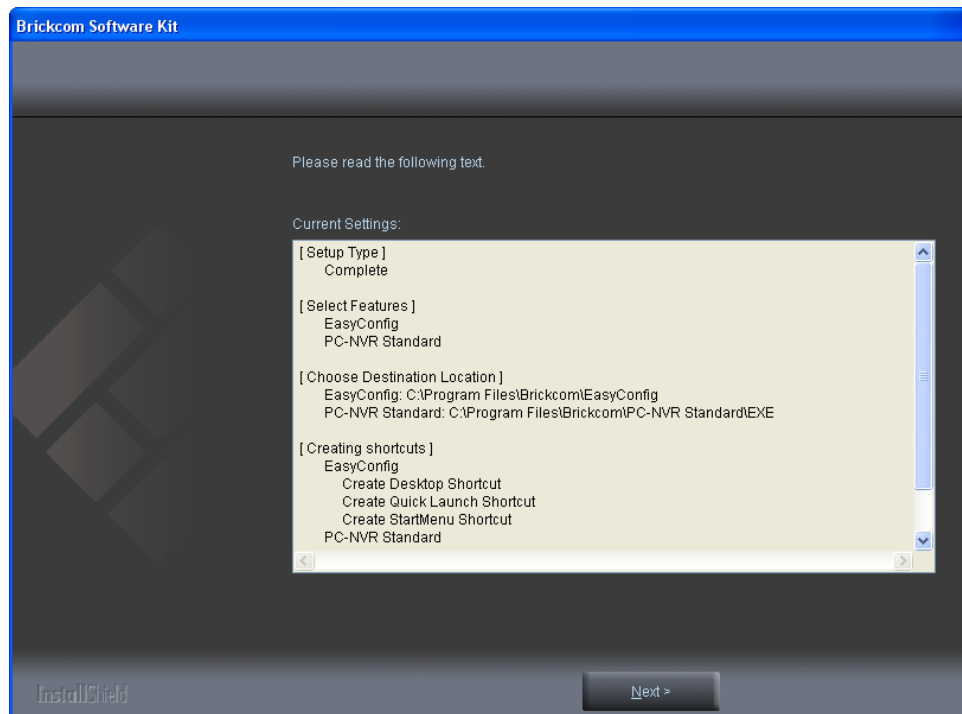 Brickcom Software Kit
Please read the following text.
Current Settings:
[ Setup Type ]
Complete
[ Select Features ]
EasyConfig
PC-NVR Standard
[ Choose Destination Location ]
EasyConfig: C:\Program Files\Brickcom\EasyConfig
PC-NVR Standard: C:\Program Files\Brickcom\PC-NVR Standard\EXE
[ Creating shortcuts ]
EasyConfig
Create Desktop Shortcut
Create Quick Launch Shortcut
Create StartMenu Shortcut
PC-NVR Standard
InstallShield
Next >